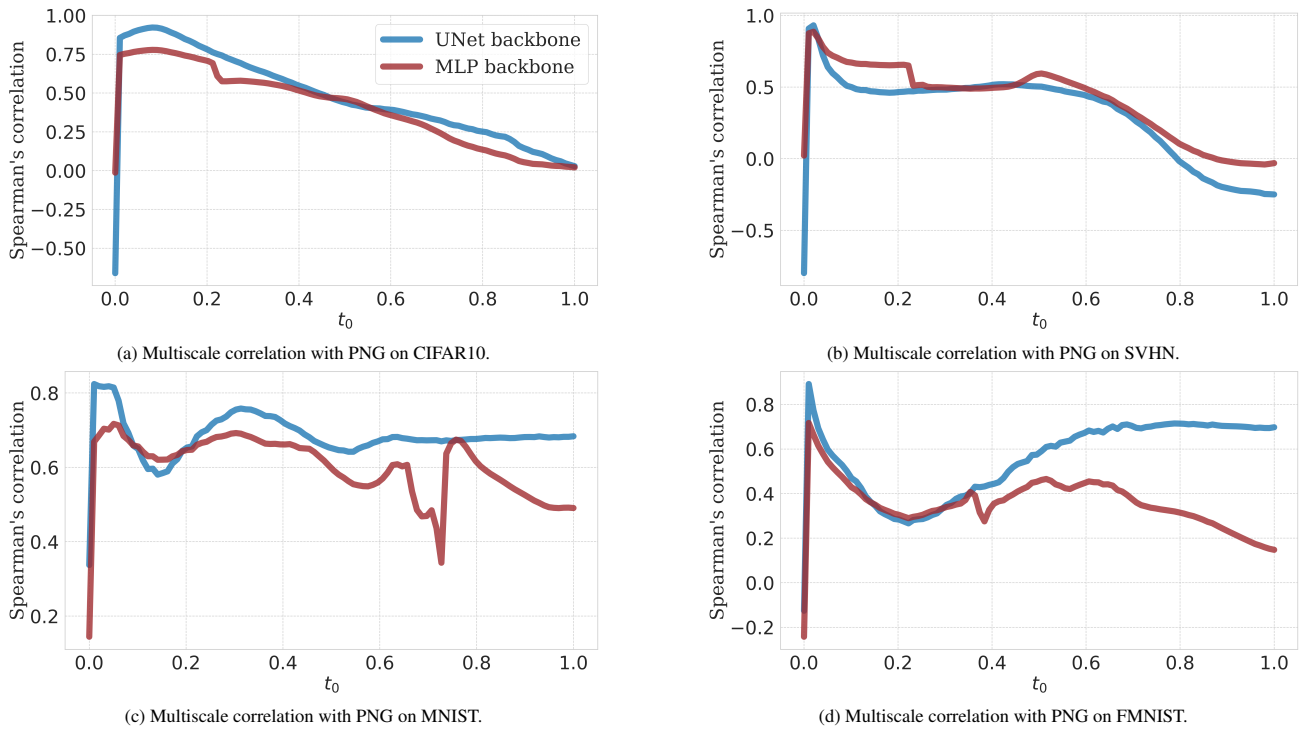 1.00
0.75
0.50
0.25
0.00
−0.25
−0.50
Spearman's correlation
UNet backbone
MLP backbone
0.0 0.2 0.4 0.6 0.8 1.0
t0
(a) Multiscale correlation with PNG on CIFAR10.
1.0
0.5
0.0
−0.5
Spearman's correlation
0.0 0.2 0.4 0.6 0.8 1.0
t0
(b) Multiscale correlation with PNG on SVHN.
0.8
0.6
0.4
0.2
Spearman's correlation
0.0 0.2 0.4 0.6 0.8 1.0
t0
(c) Multiscale correlation with PNG on MNIST.
0.8
0.6
0.4
0.2
0.0
−0.2
Spearman's correlation
0.0 0.2 0.4 0.6 0.8 1.0
t0
(d) Multiscale correlation with PNG on FMNIST.